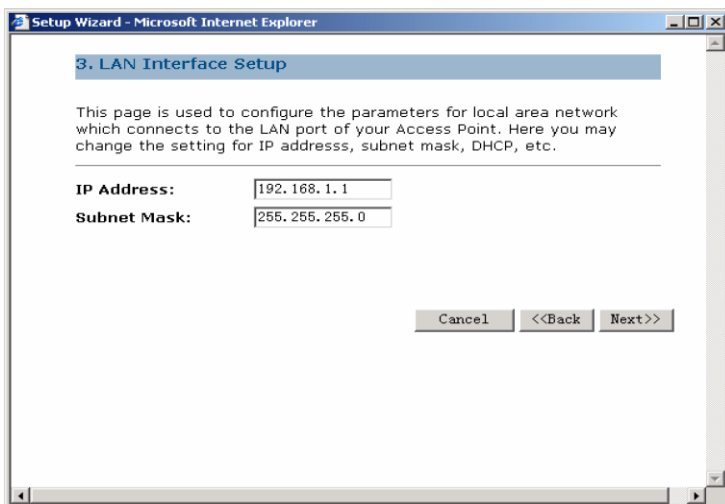 Setup Wizard - Microsoft Internet Explorer
3. LAN Interface Setup
This page is used to configure the parameters for local area network
which connects to the LAN port of your Access Point. Here you may
change the setting for IP addresss, subnet mask, DHCP, etc.
IP Address: 192.168.1.1
Subnet Mask: 255.255.255.0
Cancel <<Back Next>>